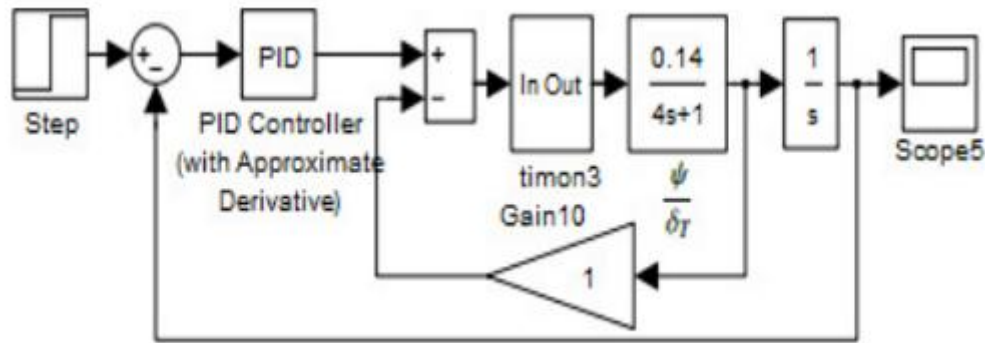 Step
+
−
PID
PID Controller
(with Approximate
Derivative)
+
−
In Out
timon3
0.14
4s+1
ψ
δT
1
s
Scope5
Gain10
1